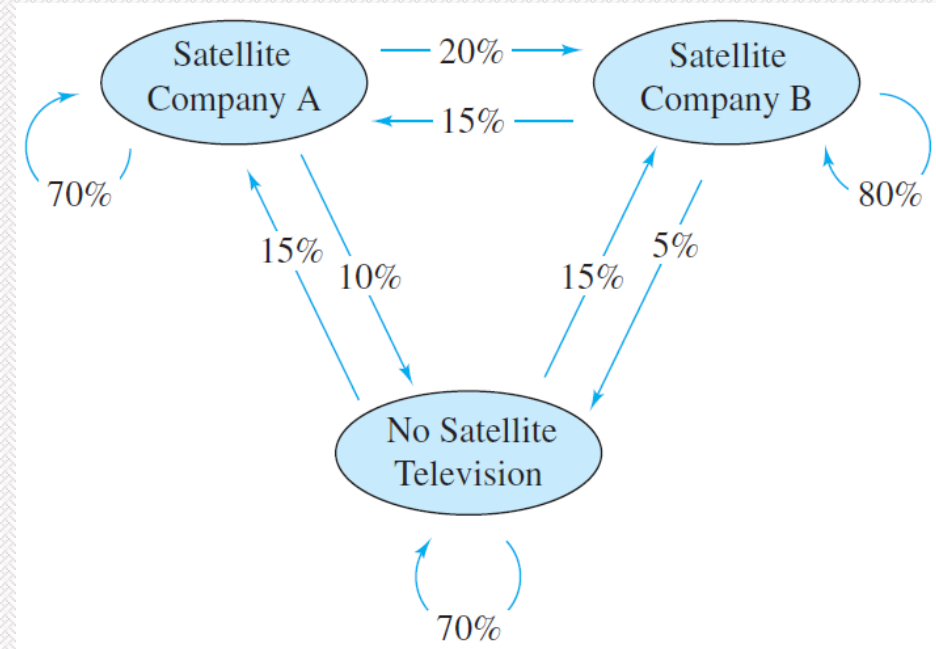 Satellite
Company A
20%
15%
Satellite
Company B
70%
80%
15%
10%
15%
5%
No Satellite
Television
70%